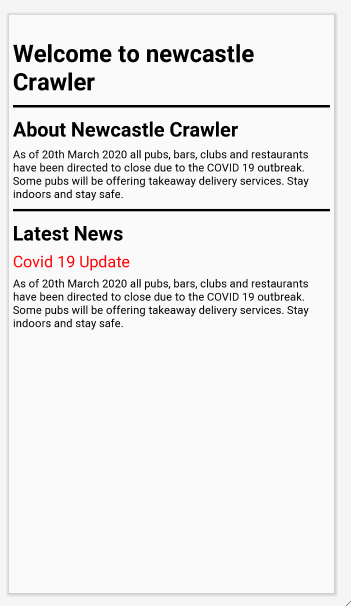 Welcome to newcastle
Crawler
About Newcastle Crawler
As of 20th March 2020 all pubs, bars, clubs and restaurants
have been directed to close due to the COVID 19 outbreak.
Some pubs will be offering takeaway delivery services. Stay
indoors and stay safe.
Latest News
Covid 19 Update
As of 20th March 2020 all pubs, bars, clubs and restaurants
have been directed to close due to the COVID 19 outbreak.
Some pubs will be offering takeaway delivery services. Stay
indoors and stay safe.